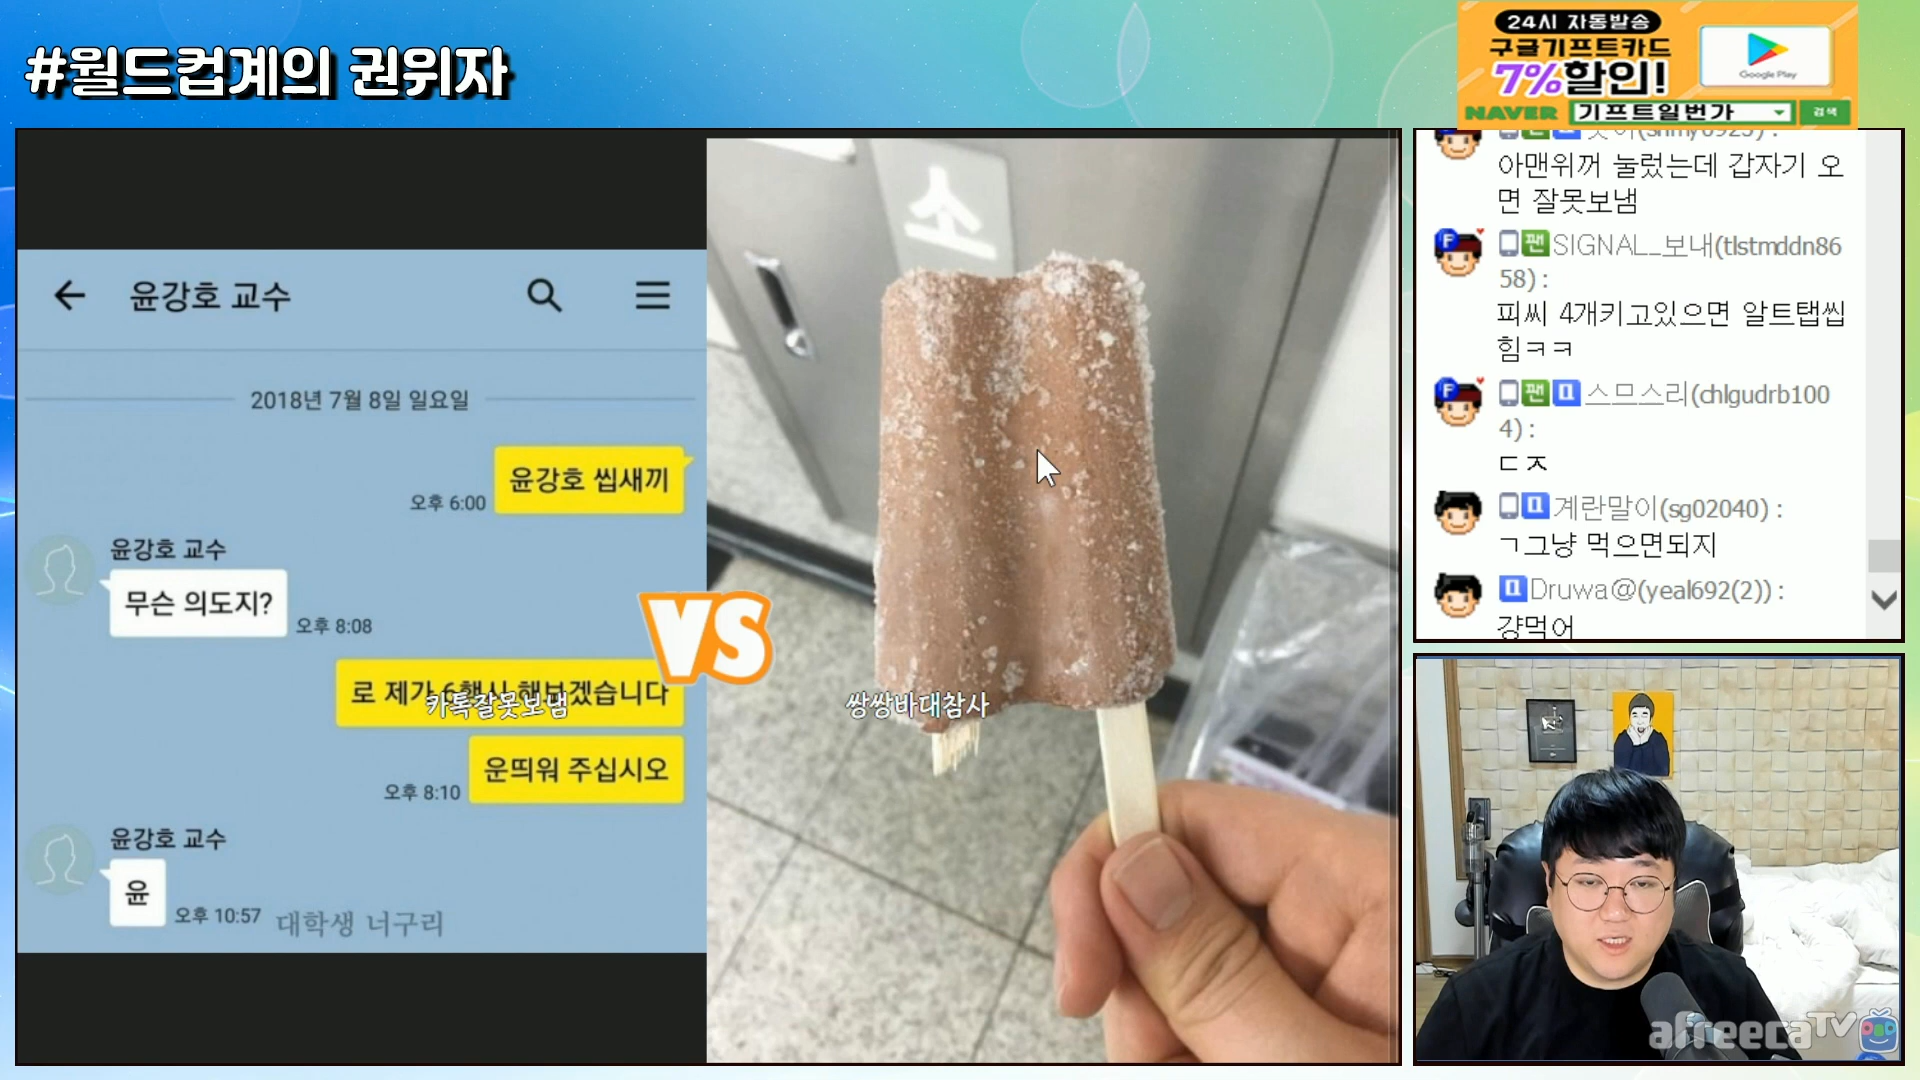 #월드컵계의 권위자
24시 자동발송
구글기프트카드
7%할인!
Google Play
NAVER 기프트일번가 검색
윤강호 교수
2018년 7월 8일 일요일
윤강호 씹새끼
오후 6:00
윤강호 교수
무슨 의도지?
오후 8:08
로 제가 6행시 해보겠습니다
카톡잘못보냄
운띄워 주십시오
오후 8:10
윤강호 교수
윤
오후 10:57
대학생 너구리
VS
소
쌍쌍바대참사
아맨위꺼 눌렀는데 갑자기 오
면 잘못보냄
팬 SIGNAL__보내(tlstmddn86
58) :
피씨 4개키고있으면 알트탭씹
힘ㅋㅋ
팬 스므스리(chlgudrb100
4) :
ㄷㅈ
계란말이(sg02040) :
ㄱ그냥 먹으면되지
Druwa@(yeal692(2)) :
걍먹어
afreecaTV